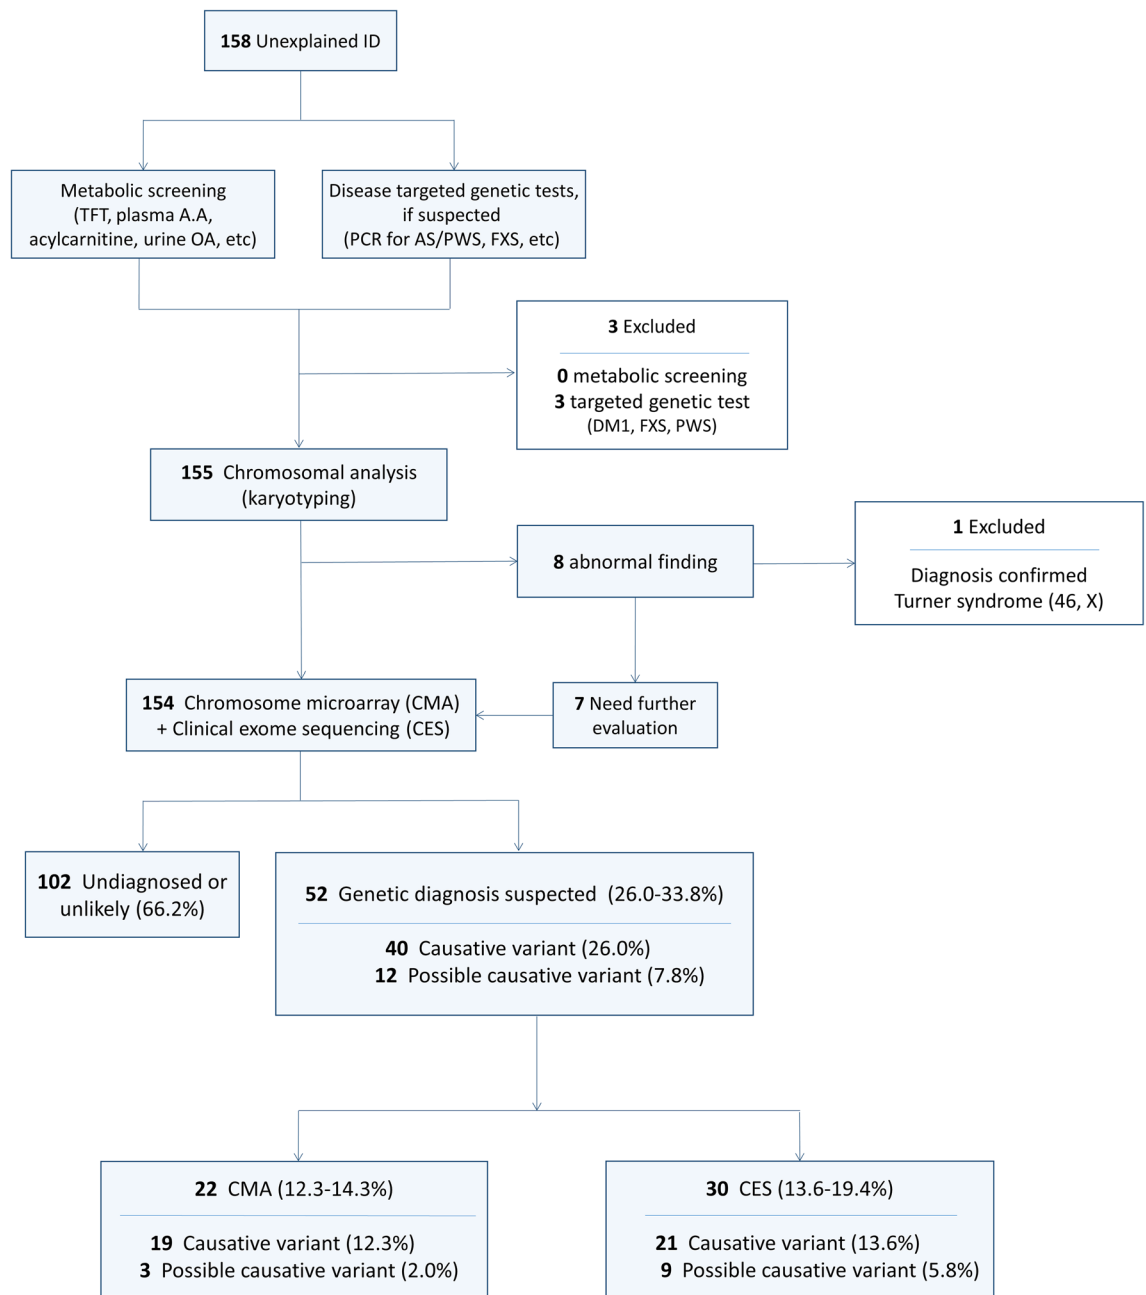 158 Unexplained ID
Metabolic screening
(TFT, plasma A.A,
acylcarnitine, urine OA, etc)
Disease targeted genetic tests,
if suspected
(PCR for AS/PWS, FXS, etc)
3 Excluded
0 metabolic screening
3 targeted genetic test
(DM1, FXS, PWS)
155 Chromosomal analysis
(karyotyping)
8 abnormal finding
1 Excluded
Diagnosis confirmed
Turner syndrome (46, X)
154 Chromosome microarray (CMA)
+ Clinical exome sequencing (CES)
7 Need further
evaluation
102 Undiagnosed or
unlikely (66.2%)
52 Genetic diagnosis suspected (26.0-33.8%)
40 Causative variant (26.0%)
12 Possible causative variant (7.8%)
22 CMA (12.3-14.3%)
19 Causative variant (12.3%)
3 Possible causative variant (2.0%)
30 CES (13.6-19.4%)
21 Causative variant (13.6%)
9 Possible causative variant (5.8%)